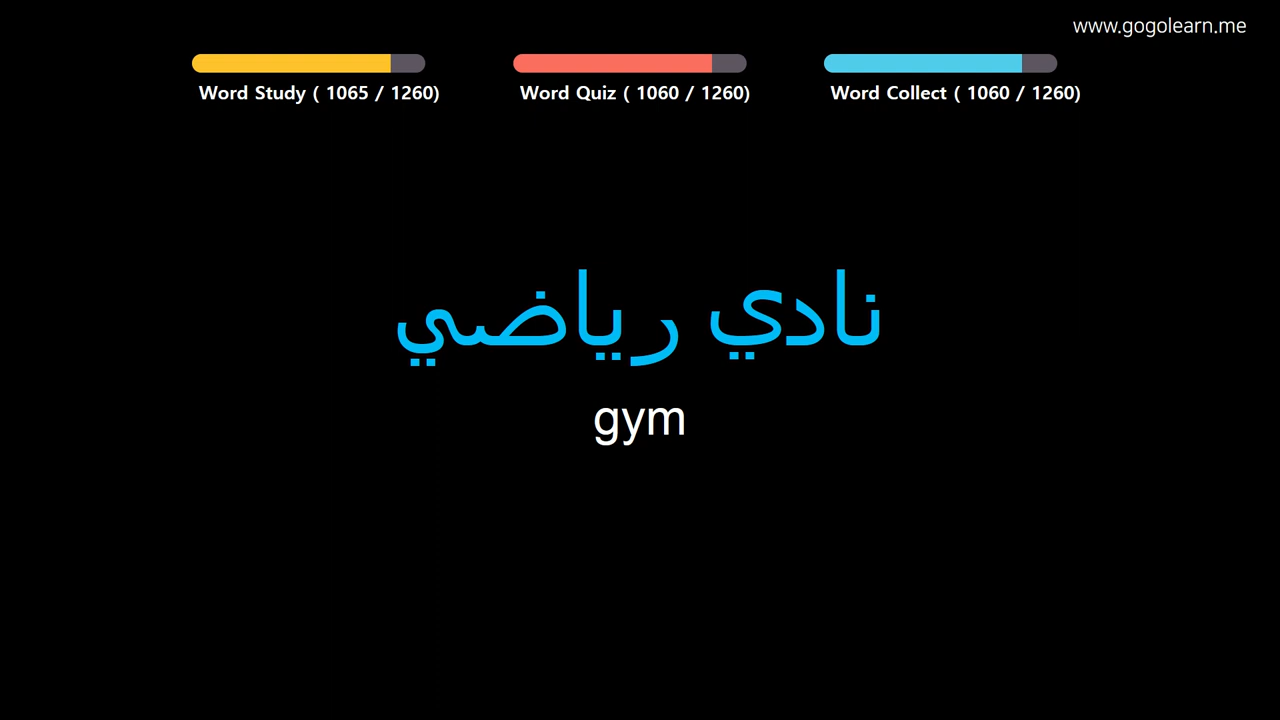 www.gogolearn.me
Word Study ( 1065 / 1260)
Word Quiz ( 1060 / 1260)
Word Collect ( 1060 / 1260)
نادي رياضي
gym